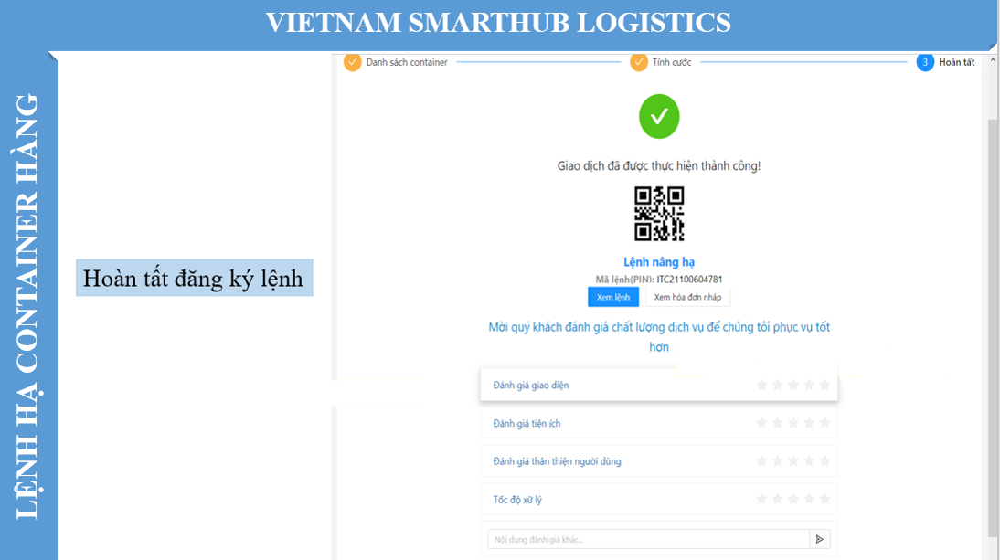 VIETNAM SMARTHUB LOGISTICS
LỆNH HẠ CONTAINER HÀNG
Hoàn tất đăng ký lệnh
Danh sách container
Tính cước
3 Hoàn tất
Giao dịch đã được thực hiện thành công!
Lệnh nâng hạ
Mã lệnh(PIN): ITC21100604781
Xem lệnh Xem hóa đơn nháp
Mời quý khách đánh giá chất lượng dịch vụ để chúng tôi phục vụ tốt
hơn
Đánh giá giao diện
Đánh giá tiện ích
Đánh giá thân thiện người dùng
Tốc độ xử lý
Nội dung đánh giá khác...